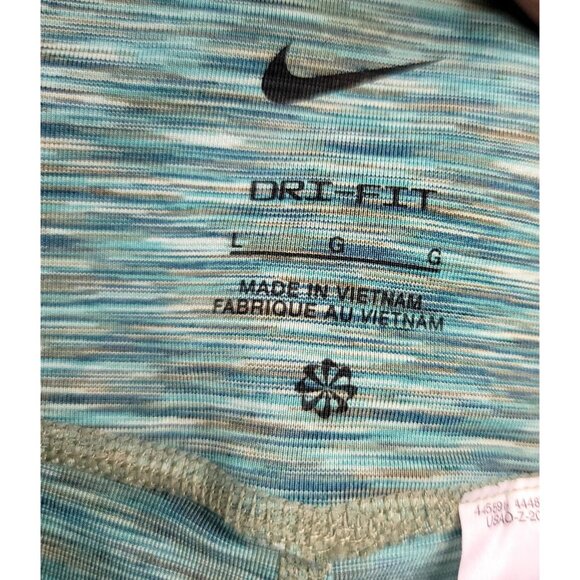 DRI-FIT
L G G
MADE IN VIETNAM
FABRIQUE AU VIETNAM